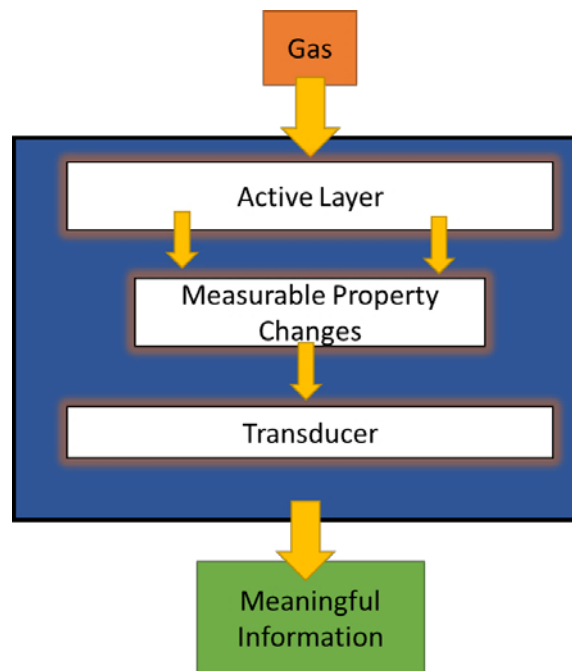 Gas
Active Layer
Measurable Property
Changes
Transducer
Meaningful
Information